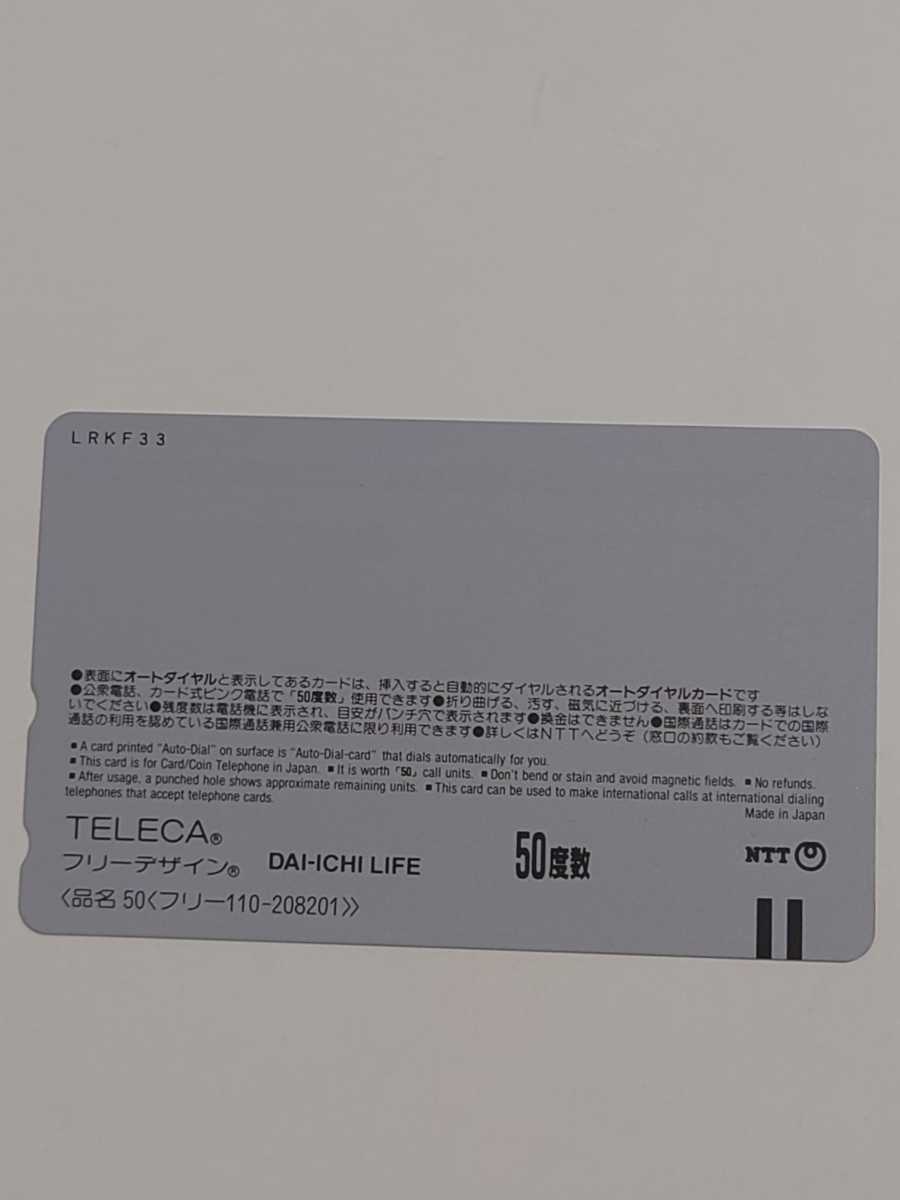 LRKF33
●表面にオートダイヤルと表示してあるカードは、挿入すると自動的にダイヤルされるオートダイヤルカードです
●公衆電話、カード式ピンク電話で「50度数」使用できます●折り曲げる、汚す、磁気に近づける、裏面へ印刷する等はしな
いでください●残度数は電話機に表示され、目安がパンチ穴で表示されます●換金はできません●国際通話はカードでの国際
通話の利用を認めている国際通話兼用公衆電話に限り利用できます●詳しくはNTTへどうぞ(窓口の約款もご覧ください)
■A card printed "Auto-Dial" on surface is "Auto-Dial-card" that dials automatically for you.
■This card is for Card/Coin Telephone in Japan. ■It is worth「50」call units. ■Don't bend or stain and avoid magnetic fields. ■No refunds.
■After usage, a punched hole shows approximate remaining units. ■This card can be used to make international calls at international dialing
telephones that accept telephone cards.
Made in Japan
TELECA®
フリーデザイン® DAI-ICHI LIFE 50度数 NTT
〈品名 50〈フリー110-208201〉〉